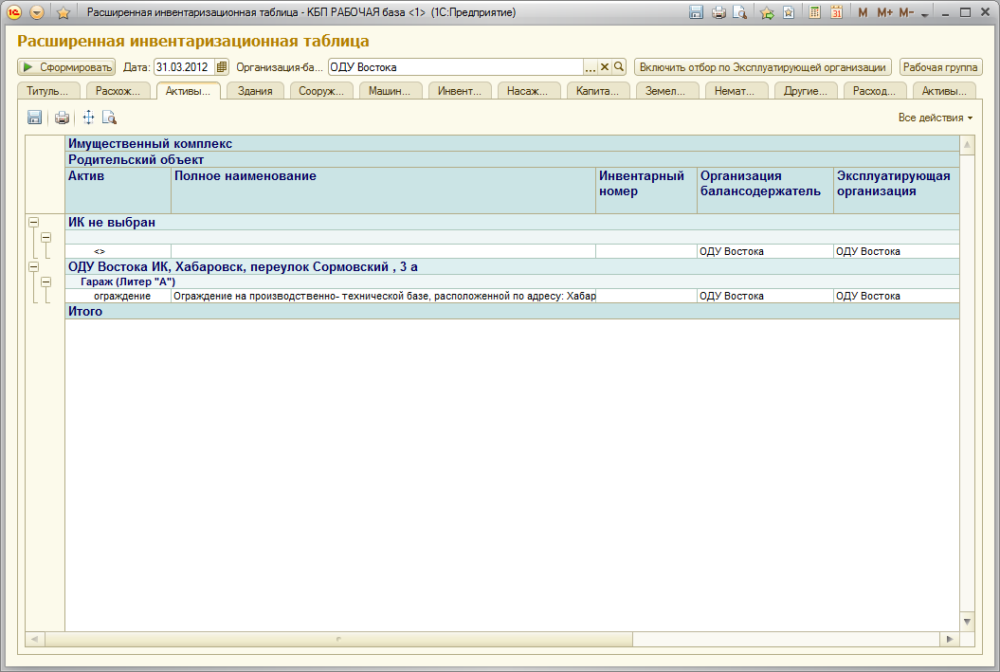 Расширенная инвентаризационная таблица - КБП РАБОЧАЯ база <1> (1С:Предприятие)
31 M M+ M-
Расширенная инвентаризационная таблица
Сформировать Дата: 31.03.2012 Организация-ба... ОДУ Востока ... Включить отбор по Эксплуатирующей организации Рабочая группа
Титуль... Расхож... Активы... Здания Сооруж... Машин... Инвент... Насаж... Капита... Земел... Немат... Другие... Расход... Активы...
Все действия
Имущественный комплекс
Родительский объект
Актив Полное наименование Инвентарный номер Организация балансодержатель Эксплуатирующая организация
ИК не выбран
<> ОДУ Востока ОДУ Востока
ОДУ Востока ИК, Хабаровск, переулок Сормовский , 3 а
Гараж (Литер "А")
ограждение Ограждение на производственно- технической базе, расположенной по адресу: Хабар ОДУ Востока ОДУ Востока
Итого